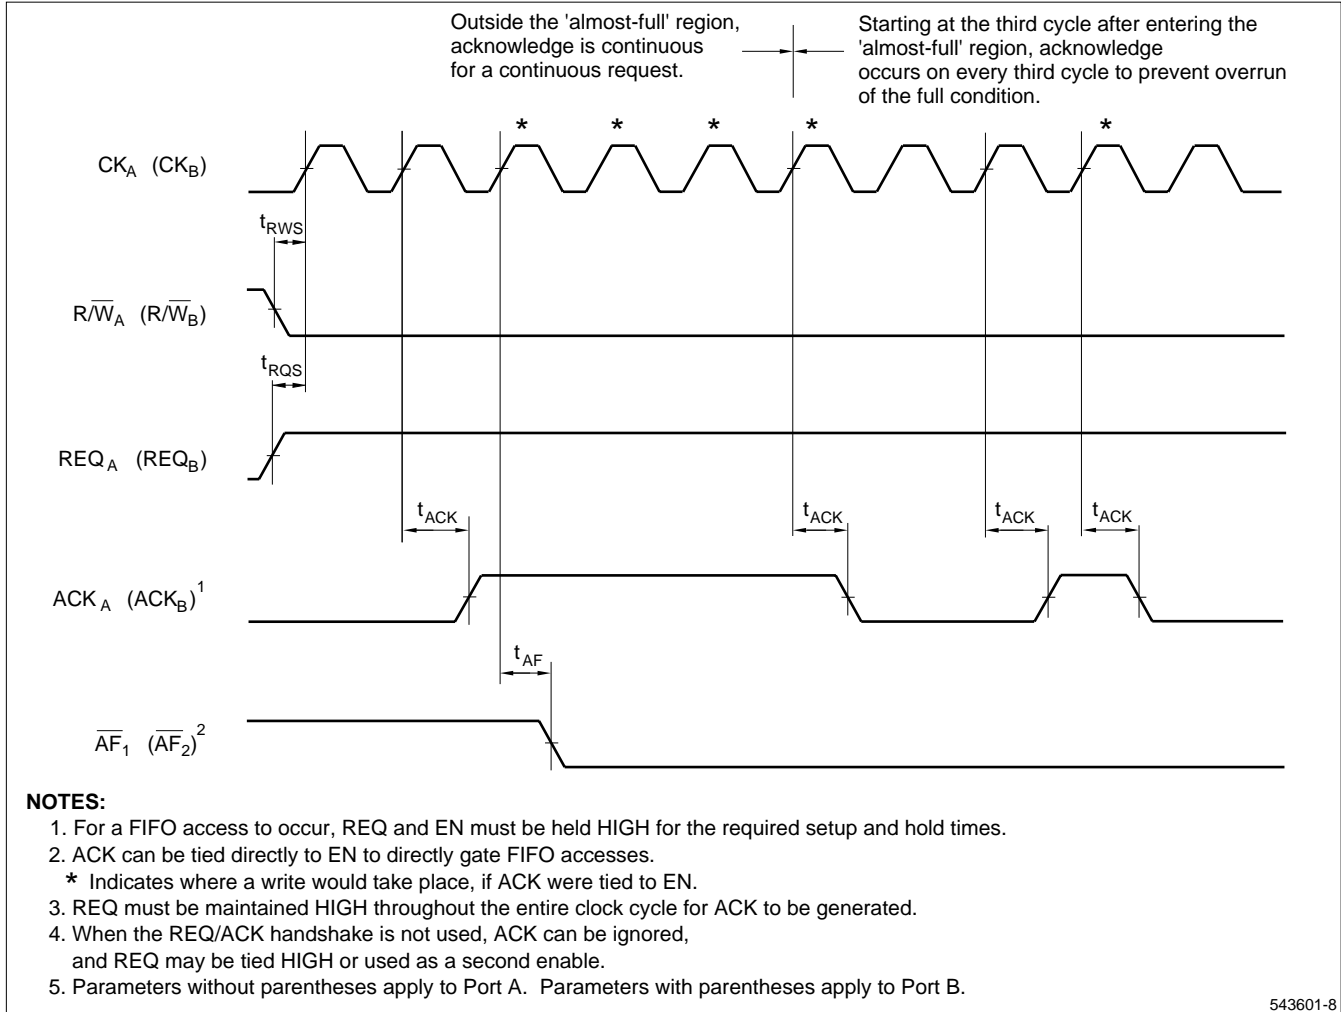 Outside the 'almost-full' region,
acknowledge is continuous
for a continuous request.
Starting at the third cycle after entering the
'almost-full' region, acknowledge
occurs on every third cycle to prevent overrun
of the full condition.
* * * * *
CKA (CKB)
tRWS
R/W̅A (R/W̅B)
tRQS
REQA (REQB)
tACK tACK tACK tACK
ACKA (ACKB)1
tAF
A̅F̅1 (A̅F̅2)2
NOTES:
1. For a FIFO access to occur, REQ and EN must be held HIGH for the required setup and hold times.
2. ACK can be tied directly to EN to directly gate FIFO accesses.
* Indicates where a write would take place, if ACK were tied to EN.
3. REQ must be maintained HIGH throughout the entire clock cycle for ACK to be generated.
4. When the REQ/ACK handshake is not used, ACK can be ignored,
and REQ may be tied HIGH or used as a second enable.
5. Parameters without parentheses apply to Port A. Parameters with parentheses apply to Port B.
543601-8